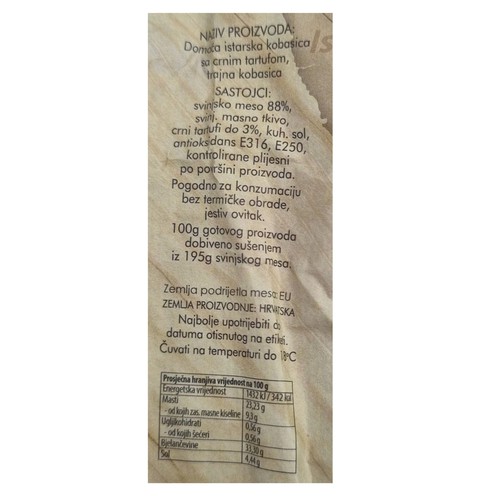 NAZIV PROIZVODA:
Domaća istarska kobasica
sa crnim tartufom,
trajna kobasica
SASTOJCI:
svinjsko meso 88%,
svinj. masno tkivo,
crni tartufi do 3%, kuh. sol,
antioksidans E316, E250,
kontrolirane plijesni
po površini proizvoda.
Pogodno za konzumaciju
bez termičke obrade,
jestiv ovitak.
100g gotovog proizvoda
dobiveno sušenjem
iz 195g svinjskog mesa.
Zemlja podrijetla mesa: EU
ZEMLJA PROIZVODNJE: HRVATSKA
Najbolje upotrijebiti do
datuma otisnutog na etiketi.
Čuvati na temperaturi do 18°C
Prosječna hranjiva vrijednost na 100 g
Energetska vrijednost 1432 kJ / 342 kcal
Masti 23,23 g
- od kojih zas. masne kiseline 9,3 g
Ugljikohidrati 0,56 g
- od kojih šećeri 0,56 g
Bjelančevine 33,30 g
Sol 4,44 g